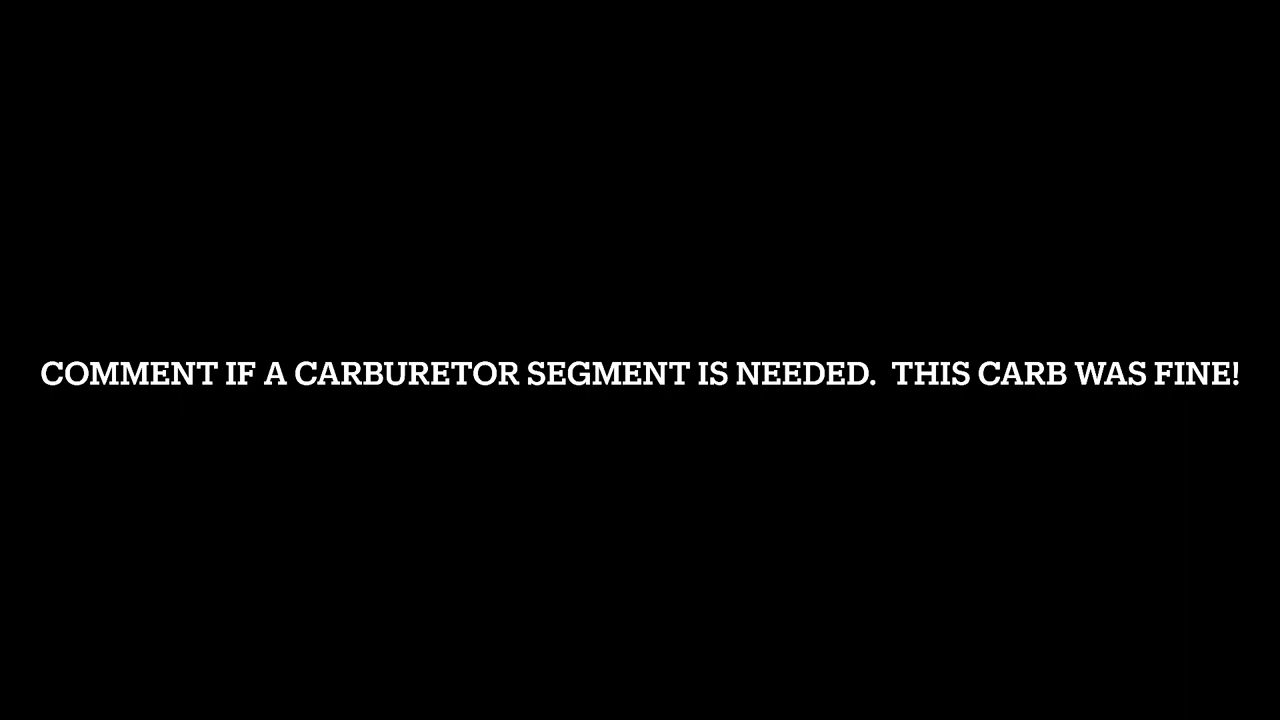 COMMENT IF A CARBURETOR SEGMENT IS NEEDED.  THIS CARB WAS FINE!